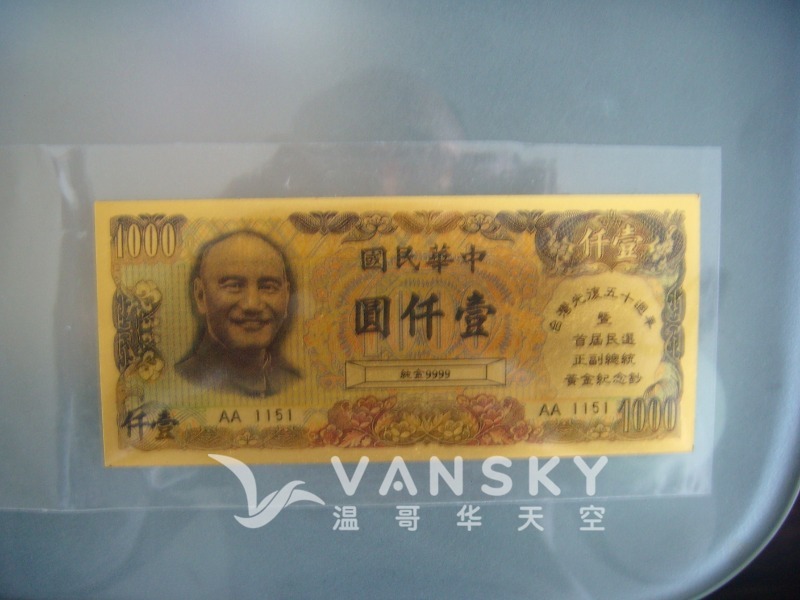 1000
仟壹
中華民國
壹仟圓
台灣光復五十週年
暨
首屆民選
正副總統
黃金紀念鈔
純金9999
AA 1151
AA 1151
仟壹
1000
VANSKY
温哥华天空